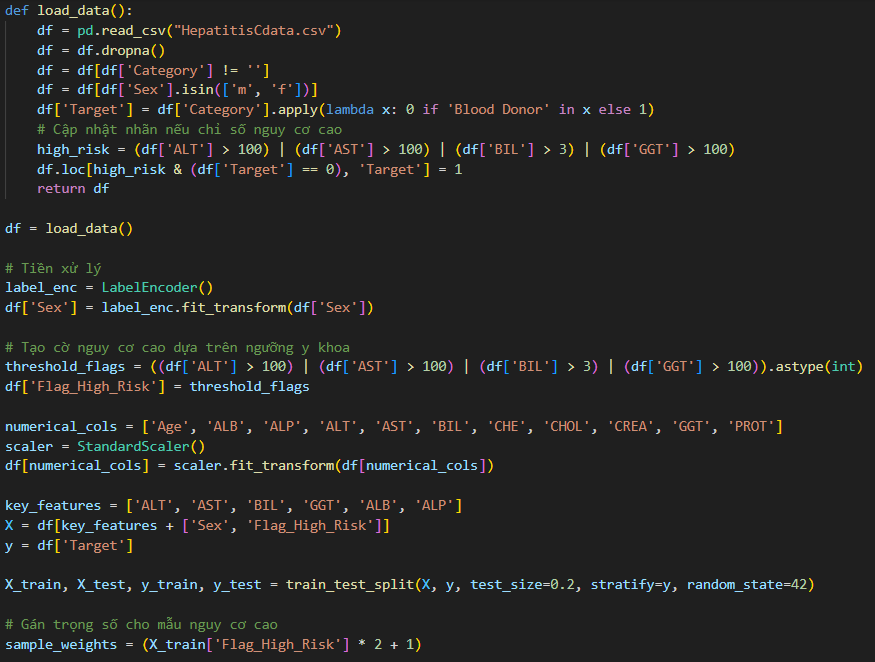 def load_data():
    df = pd.read_csv("HepatitisCdata.csv")
    df = df.dropna()
    df = df[df['Category'] != '']
    df = df[df['Sex'].isin(['m', 'f'])]
    df['Target'] = df['Category'].apply(lambda x: 0 if 'Blood Donor' in x else 1)
    # Cập nhật nhãn nếu chỉ số nguy cơ cao
    high_risk = (df['ALT'] > 100) | (df['AST'] > 100) | (df['BIL'] > 3) | (df['GGT'] > 100)
    df.loc[high_risk & (df['Target'] == 0), 'Target'] = 1
    return df

df = load_data()

# Tiền xử lý
label_enc = LabelEncoder()
df['Sex'] = label_enc.fit_transform(df['Sex'])

# Tạo cờ nguy cơ cao dựa trên ngưỡng y khoa
threshold_flags = ((df['ALT'] > 100) | (df['AST'] > 100) | (df['BIL'] > 3) | (df['GGT'] > 100)).astype(int)
df['Flag_High_Risk'] = threshold_flags

numerical_cols = ['Age', 'ALB', 'ALP', 'ALT', 'AST', 'BIL', 'CHE', 'CHOL', 'CREA', 'GGT', 'PROT']
scaler = StandardScaler()
df[numerical_cols] = scaler.fit_transform(df[numerical_cols])

key_features = ['ALT', 'AST', 'BIL', 'GGT', 'ALB', 'ALP']
X = df[key_features + ['Sex', 'Flag_High_Risk']]
y = df['Target']

X_train, X_test, y_train, y_test = train_test_split(X, y, test_size=0.2, stratify=y, random_state=42)

# Gán trọng số cho mẫu nguy cơ cao
sample_weights = (X_train['Flag_High_Risk'] * 2 + 1)